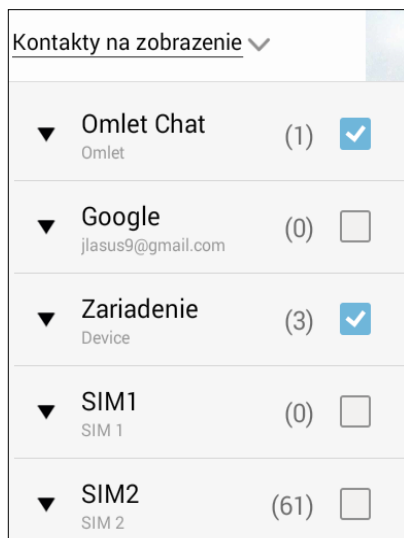 Kontakty na zobrazenie
Omlet Chat (1)
Omlet
Google (0)
jlasus9@gmail.com
Zariadenie (3)
Device
SIM1 (0)
SIM 1
SIM2 (61)
SIM 2